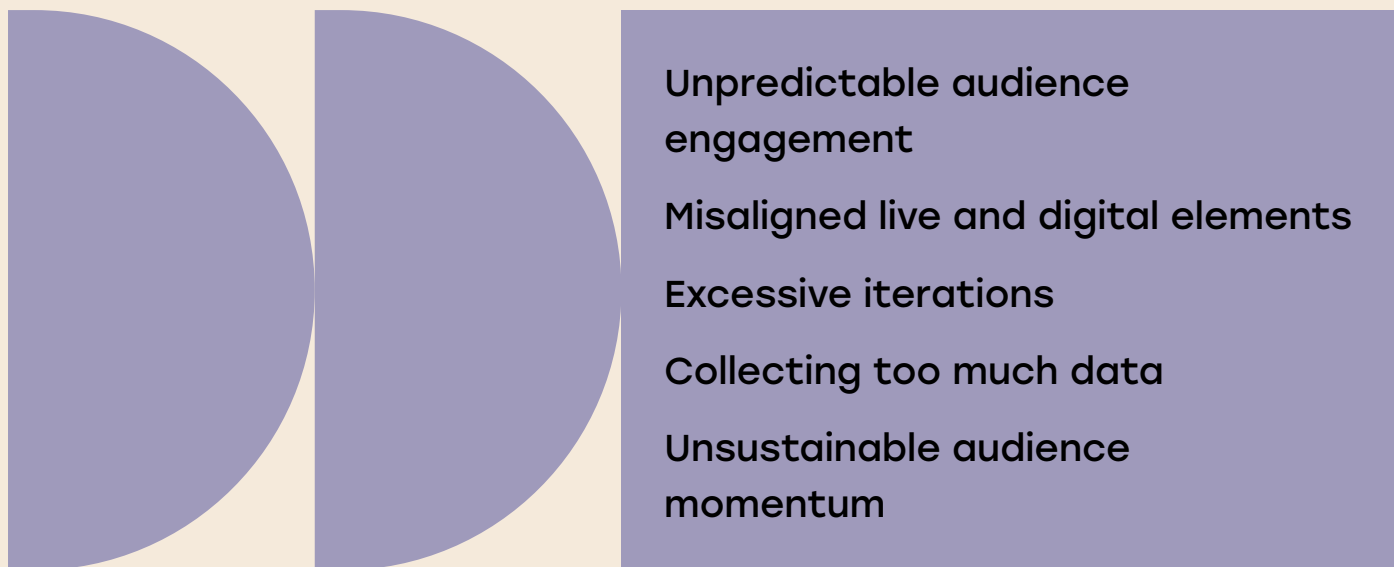 Unpredictable audience
engagement
Misaligned live and digital elements
Excessive iterations
Collecting too much data
Unsustainable audience
momentum